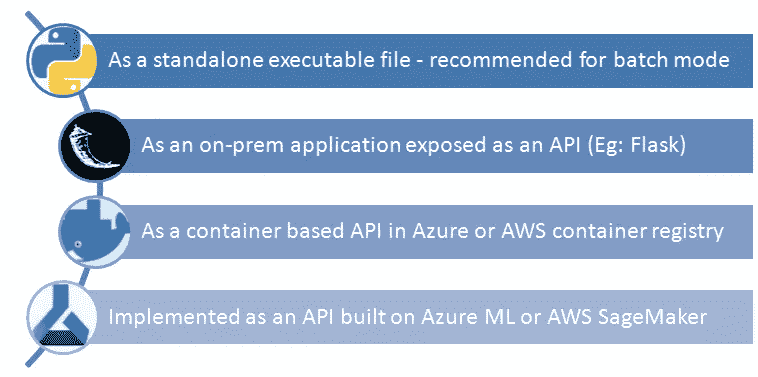 As a standalone executable file - recommended for batch mode
As an on-prem application exposed as an API (Eg: Flask)
As a container based API in Azure or AWS container registry
Implemented as an API built on Azure ML or AWS SageMaker